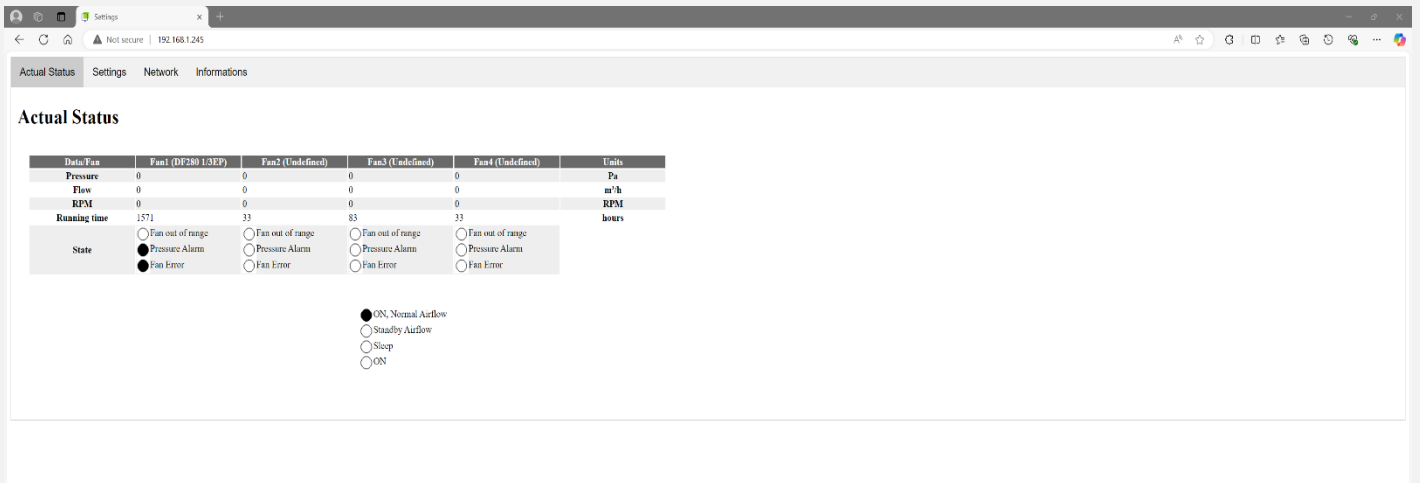 Settings
Not secure | 192.168.1.245
Actual Status Settings Network Informations
Actual Status
Data/Fan Fan1 (DF280 1/3EP) Fan2 (Undefined) Fan3 (Undefined) Fan4 (Undefined) Units
Pressure 0 0 0 0 Pa
Flow 0 0 0 0 m³/h
RPM 0 0 0 0 RPM
Running time 1571 33 83 33 hours
Fan out of range Fan out of range Fan out of range Fan out of range
State Pressure Alarm Pressure Alarm Pressure Alarm Pressure Alarm
Fan Error Fan Error Fan Error Fan Error
ON, Normal Airflow
Standby Airflow
Sleep
ON